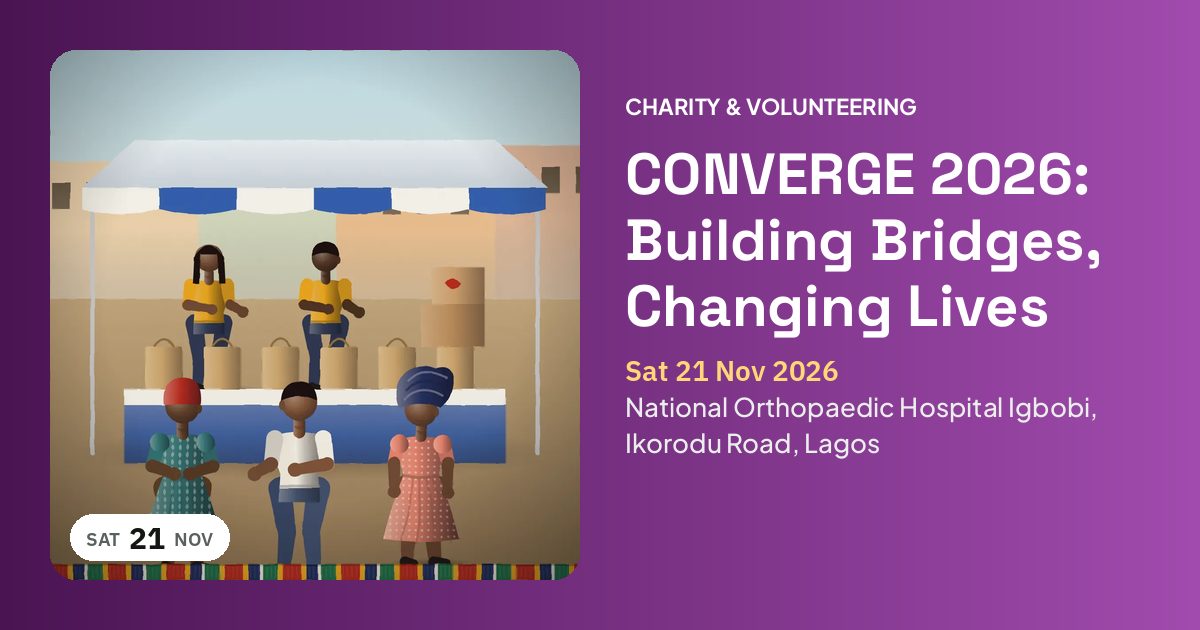 CHARITY & VOLUNTEERING
CONVERGE 2026:
Building Bridges,
Changing Lives
Sat 21 Nov 2026
National Orthopaedic Hospital Igbobi,
Ikorodu Road, Lagos
SAT 21 NOV